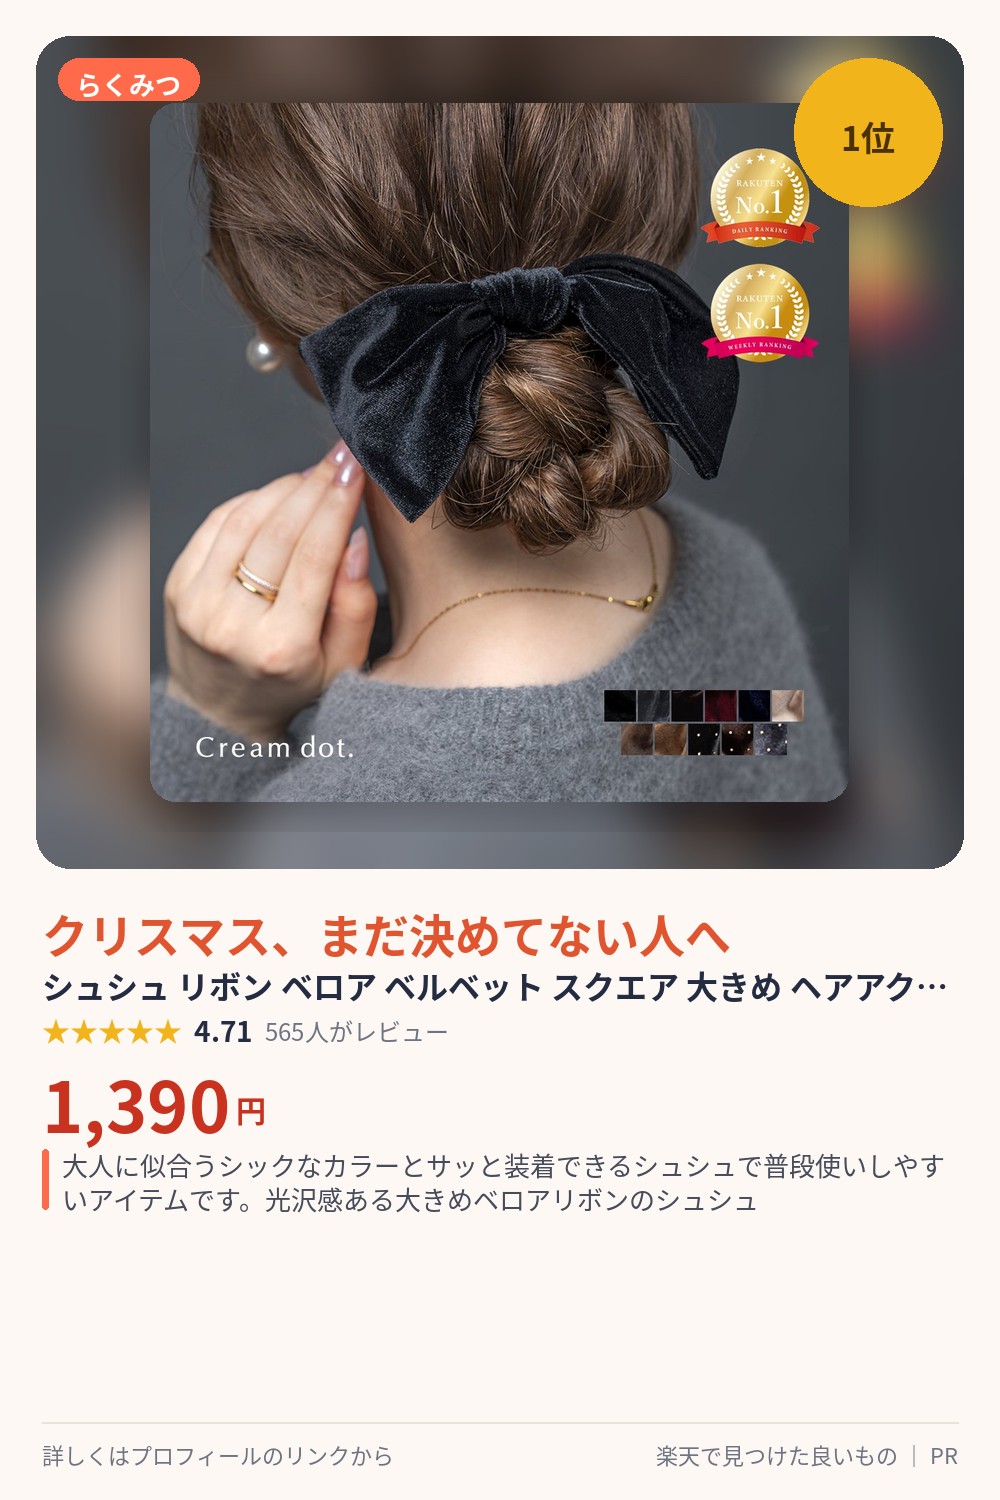 らくみつ
1位
RAKUTEN
No.1
DAILY RANKING
RAKUTEN
No.1
WEEKLY RANKING
Cream dot.
クリスマス、まだ決めてない人へ
シュシュ リボン ベロア ベルベット スクエア 大きめ ヘアアク…
★★★★★ 4.71 565人がレビュー
1,390円
大人に似合うシックなカラーとサッと装着できるシュシュで普段使いしやす
いアイテムです。光沢感ある大きめベロアリボンのシュシュ
詳しくはプロフィールのリンクから
楽天で見つけた良いもの｜PR